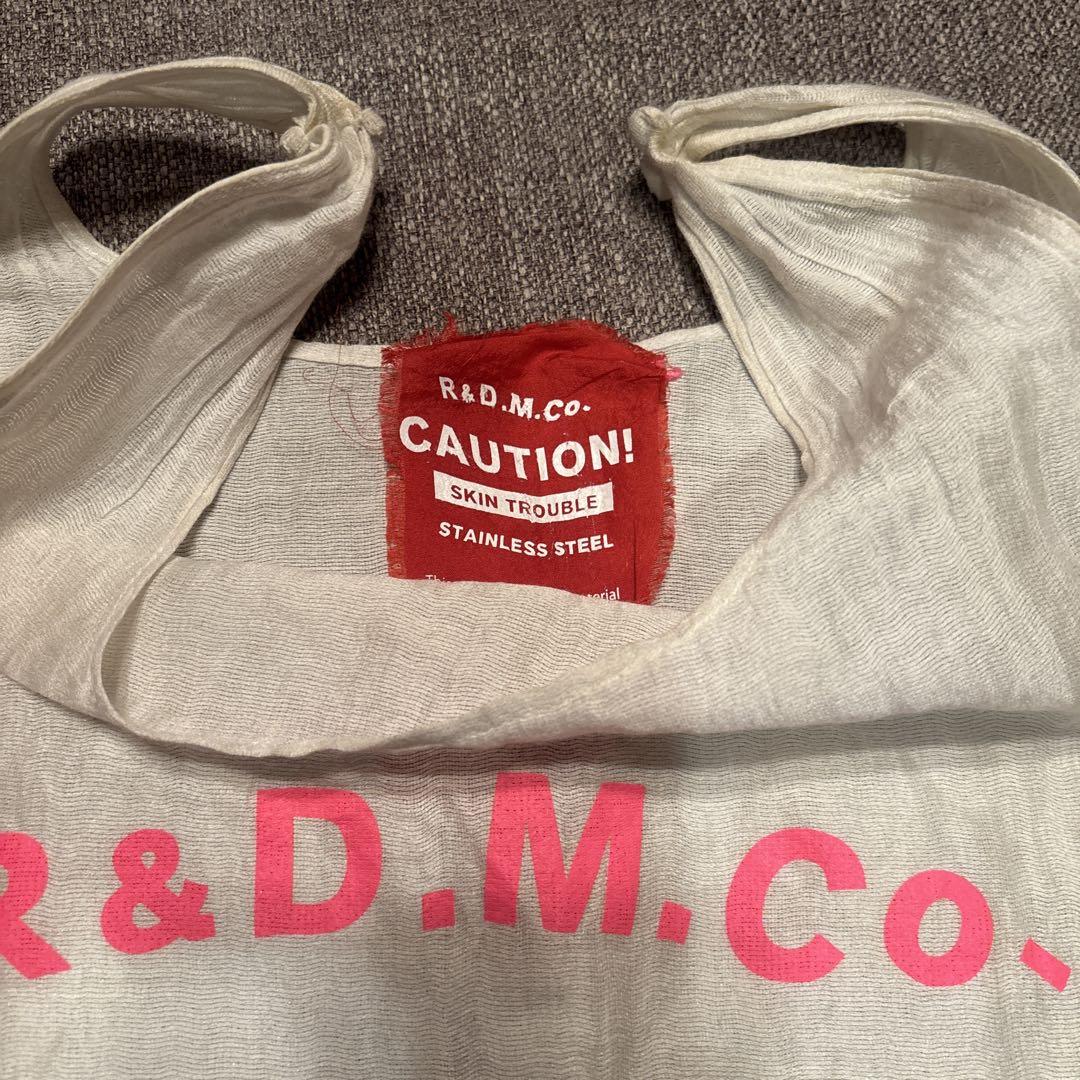 R&D.M.Co-
CAUTION!
SKIN TROUBLE
STAINLESS STEEL
R&D.M.Co-